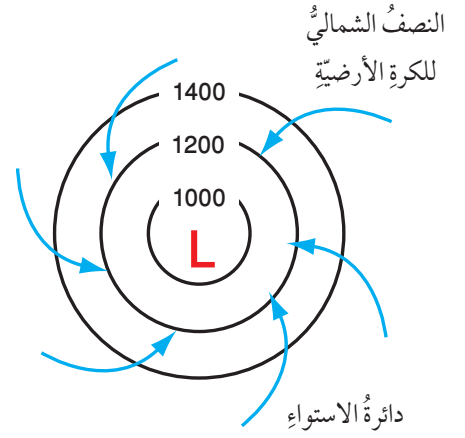 النصفُ الشماليُّ
للكرةِ الأرضيّةِ
1400
1200
1000
L
دائرةُ الاستواءِ